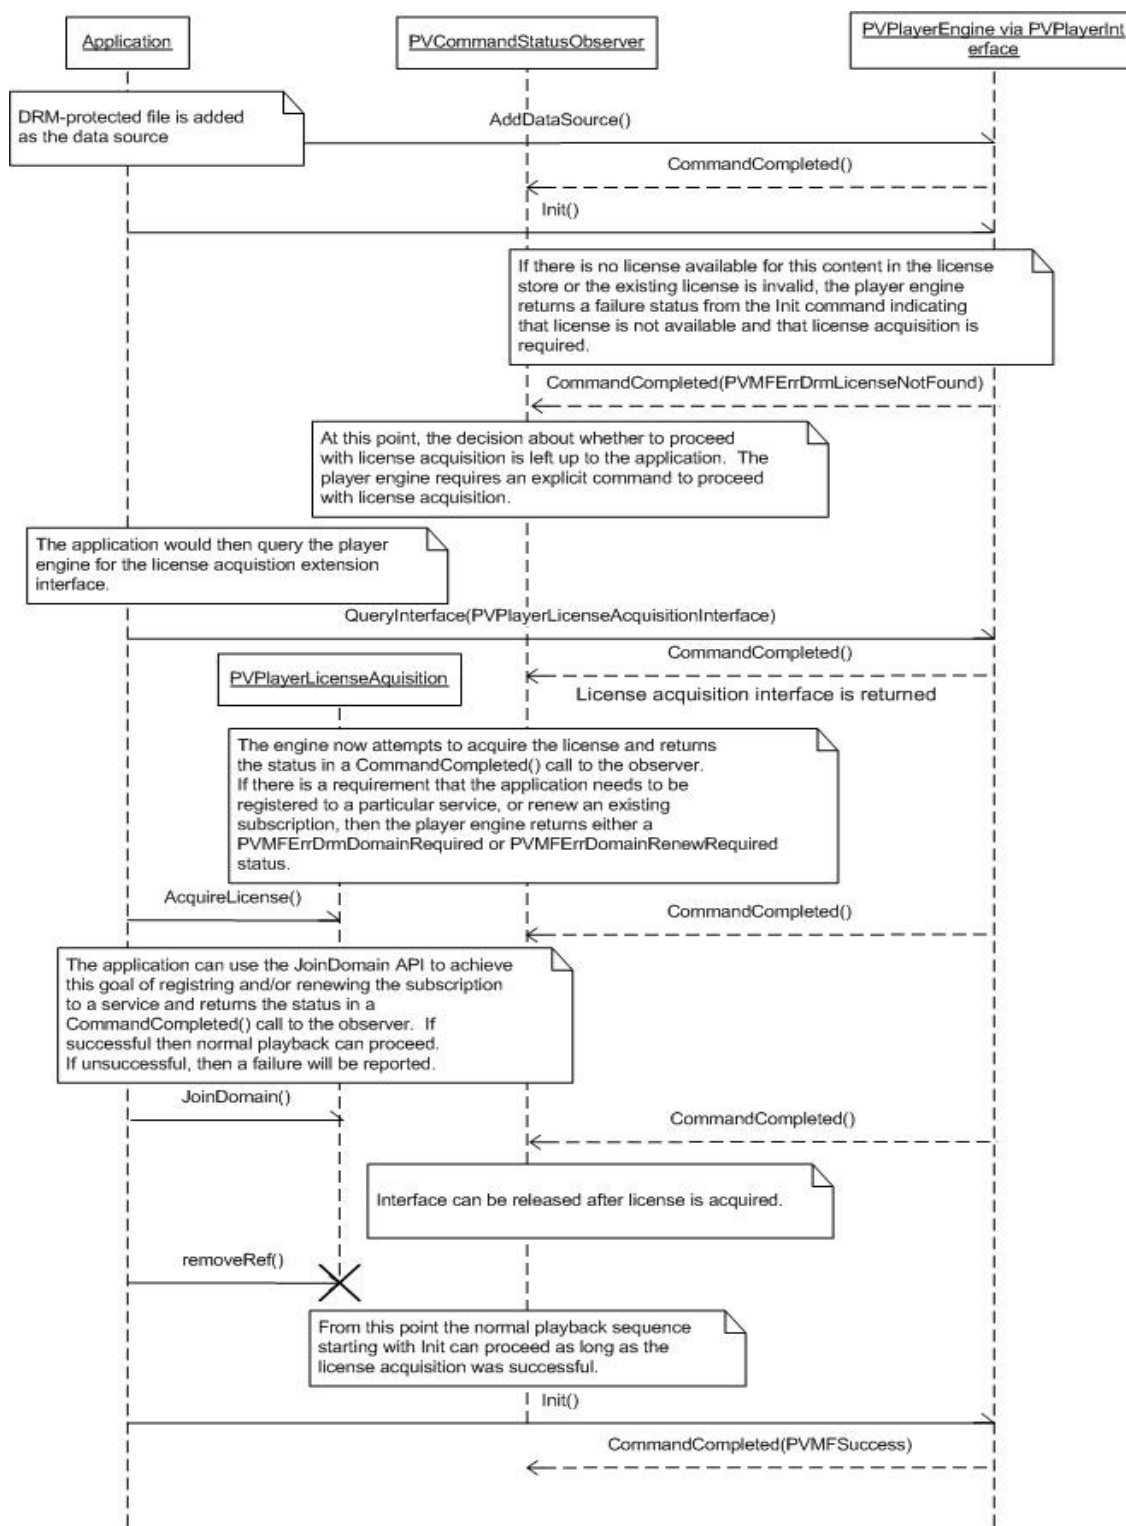 Application
PVCommandStatusObserver
PVPlayerEngine via PVPlayerInt
erface
DRM-protected file is added
as the data source
AddDataSource()
CommandCompleted()
Init()
If there is no license available for this content in the license
store or the existing license is invalid, the player engine
returns a failure status from the Init command indicating
that license is not available and that license acquisition is
required.
CommandCompleted(PVMFErrDrmLicenseNotFound)
At this point, the decision about whether to proceed
with license acquisition is left up to the application. The
player engine requires an explicit command to proceed
with license acquisition.
The application would then query the player
engine for the license acquistion extension
interface.
QueryInterface(PVPlayerLicenseAcquisitionInterface)
CommandCompleted()
PVPlayerLicenseAquisition
License acquisition interface is returned
The engine now attempts to acquire the license and returns
the status in a CommandCompleted() call to the observer.
If there is a requirement that the application needs to be
registered to a particular service, or renew an existing
subscription, then the player engine returns either a
PVMFErrDrmDomainRequired or PVMFErrDomainRenewRequired
status.
AcquireLicense()
CommandCompleted()
The application can use the JoinDomain API to achieve
this goal of registring and/or renewing the subscription
to a service and returns the status in a
CommandCompleted() call to the observer. If
successful then normal playback can proceed.
If unsuccessful, then a failure will be reported.
JoinDomain()
CommandCompleted()
Interface can be released after license is acquired.
removeRef()
From this point the normal playback sequence
starting with Init can proceed as long as the
license acquisition was successful.
Init()
CommandCompleted(PVMFSuccess)